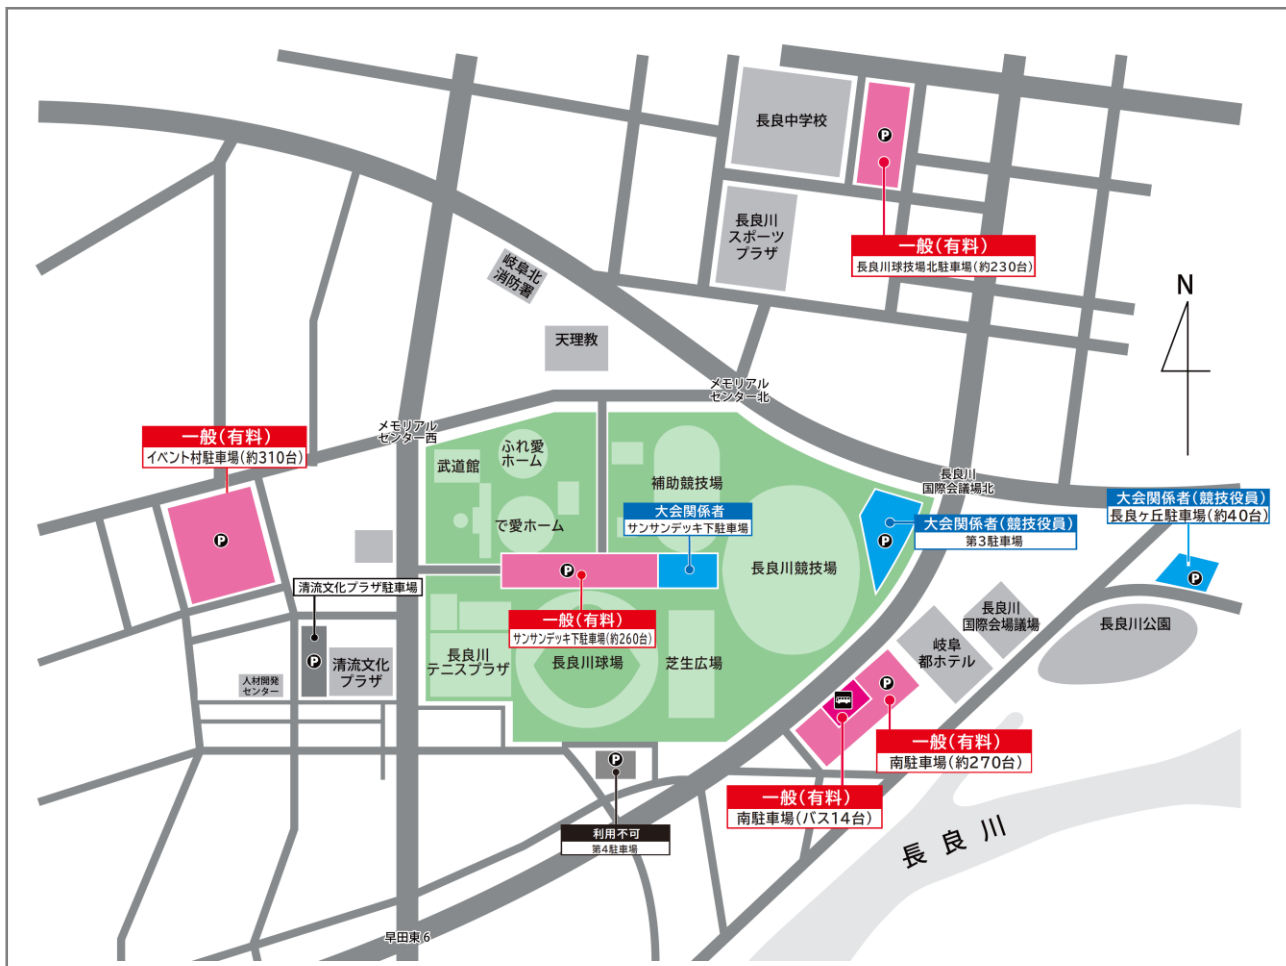 長良中学校
長良川
スポーツ
プラザ
一般(有料)
長良川球技場北駐車場(約230台)
岐阜北
消防署
天理教
N
メモリアル
センター北
メモリアル
センター西
一般(有料)
イベント村駐車場(約310台)
武道館
ふれ愛
ホーム
補助競技場
長良川
国際会議場北
大会関係者
サンサンデッキ下駐車場
で愛ホーム
大会関係者(競技役員)
第3駐車場
大会関係者(競技役員)
長良ヶ丘駐車場(約40台)
P
P
P
P
P
長良川競技場
清流文化プラザ駐車場
一般(有料)
サンサンデッキ下駐車場(約260台)
長良川
国際会場議場
長良川公園
岐阜
都ホテル
長良川
テニスプラザ
長良川球場
芝生広場
P
清流文化
プラザ
人材開発
センター
P
一般(有料)
南駐車場(約270台)
P
一般(有料)
南駐車場(バス14台)
利用不可
第4駐車場
長良川
早田東6